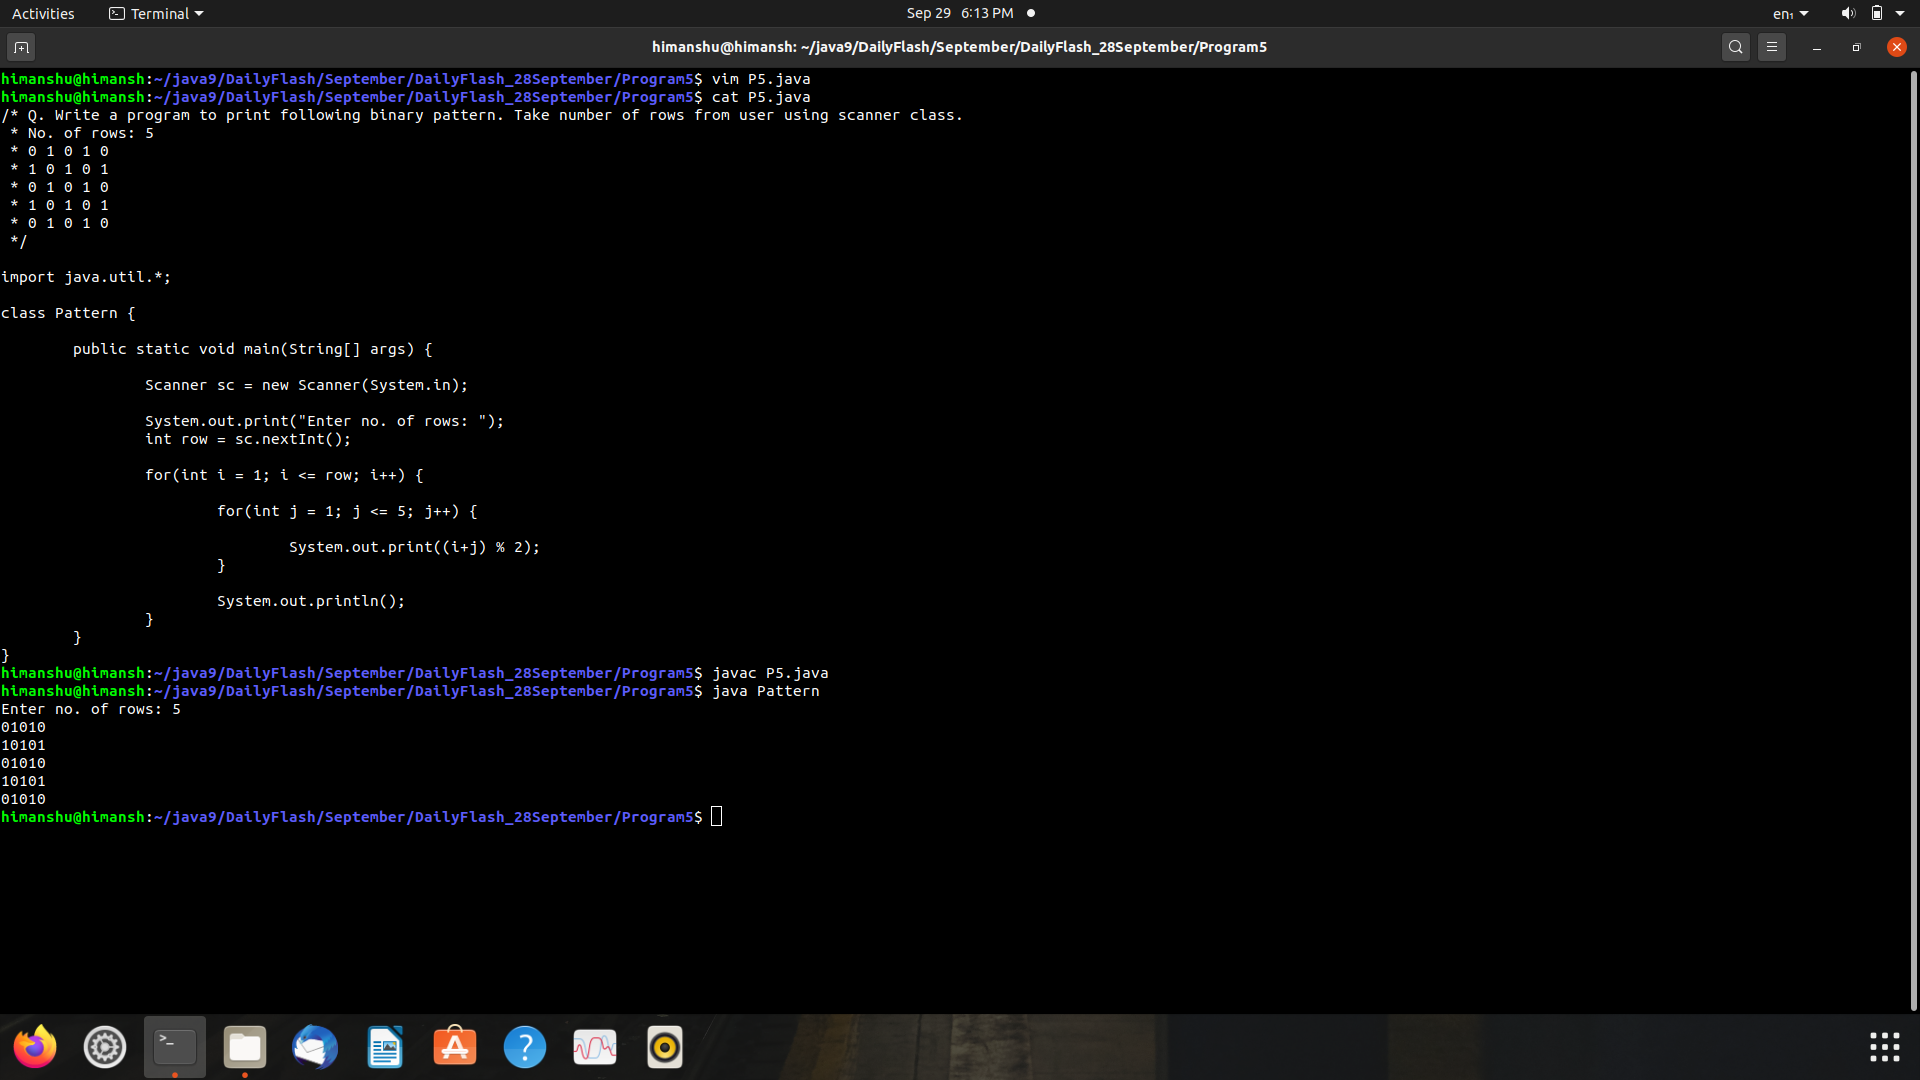 Activities Terminal Sep 29 6:13 PM en₁
himanshu@himansh: ~/java9/DailyFlash/September/DailyFlash_28September/Program5
himanshu@himansh:~/java9/DailyFlash/September/DailyFlash_28September/Program5$ vim P5.java
himanshu@himansh:~/java9/DailyFlash/September/DailyFlash_28September/Program5$ cat P5.java
/* Q. Write a program to print following binary pattern. Take number of rows from user using scanner class.
 * No. of rows: 5
 * 0 1 0 1 0
 * 1 0 1 0 1
 * 0 1 0 1 0
 * 1 0 1 0 1
 * 0 1 0 1 0
 */
import java.util.*;
class Pattern {
        public static void main(String[] args) {
                Scanner sc = new Scanner(System.in);
                System.out.print("Enter no. of rows: ");
                int row = sc.nextInt();
                for(int i = 1; i <= row; i++) {
                        for(int j = 1; j <= 5; j++) {
                                System.out.print((i+j) % 2);
                        }
                        System.out.println();
                }
        }
}
himanshu@himansh:~/java9/DailyFlash/September/DailyFlash_28September/Program5$ javac P5.java
himanshu@himansh:~/java9/DailyFlash/September/DailyFlash_28September/Program5$ java Pattern
Enter no. of rows: 5
01010
10101
01010
10101
01010
himanshu@himansh:~/java9/DailyFlash/September/DailyFlash_28September/Program5$